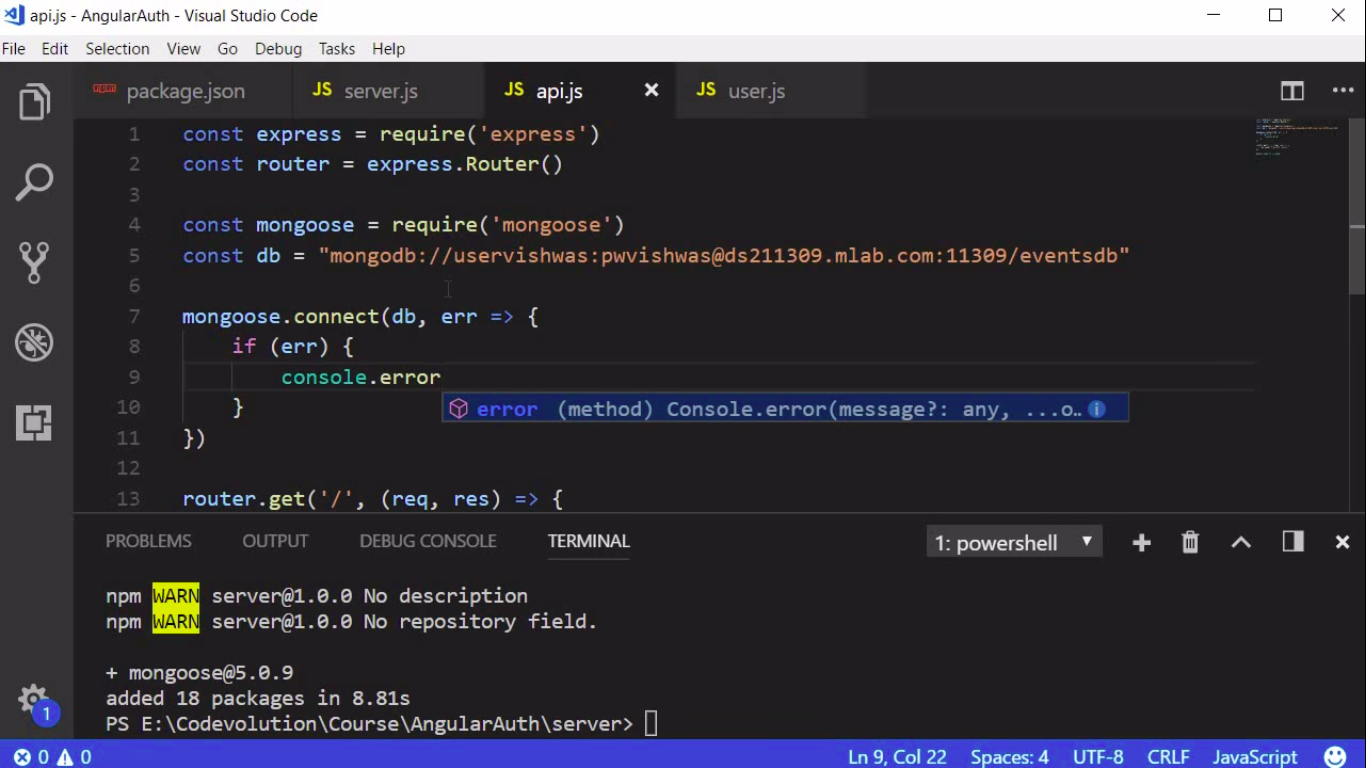 api.js - AngularAuth - Visual Studio Code
File Edit Selection View Go Debug Tasks Help
npm package.json JS server.js JS api.js JS user.js
1 const express = require('express')
2 const router = express.Router()
3
4 const mongoose = require('mongoose')
5 const db = "mongodb://uservishwas:pwvishwas@ds211309.mlab.com:11309/eventsdb"
6
7 mongoose.connect(db, err => {
8 if (err) {
9 console.error
10 }
error (method) Console.error(message?: any, ...o..
11 })
12
13 router.get('/', (req, res) => {
PROBLEMS OUTPUT DEBUG CONSOLE TERMINAL 1: powershell
npm WARN server@1.0.0 No description
npm WARN server@1.0.0 No repository field.
+ mongoose@5.0.9
added 18 packages in 8.81s
PS E:\Codevolution\Course\AngularAuth\server>
1
0 0 Ln 9, Col 22 Spaces: 4 UTF-8 CRLF JavaScript